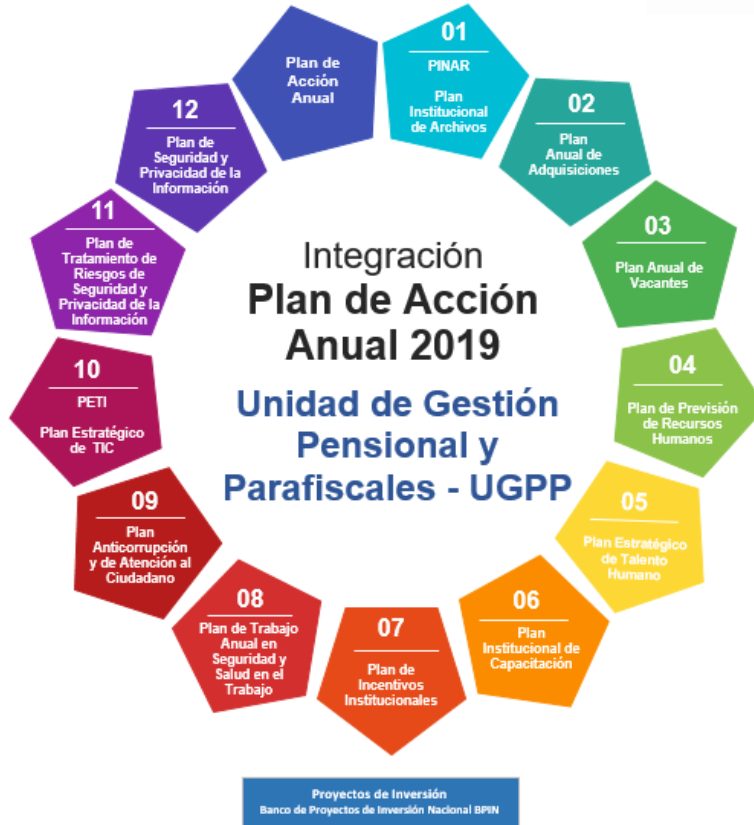 Plan de
Acción
Anual
01
PINAR
Plan
Institucional
de Archivos
02
Plan
Anual de
Adquisiciones
03
Plan Anual de
Vacantes
04
Plan de Previsión
de Recursos
Humanos
05
Plan Estratégico
de Talento
Humano
06
Plan
Institucional de
Capacitación
07
Plan de
Incentivos
Institucionales
08
Plan de Trabajo
Anual en
Seguridad y
Salud en el
Trabajo
09
Plan
Anticorrupción
y de Atención al
Ciudadano
10
PETI
Plan Estratégico
de TIC
11
Plan de
Tratamiento de
Riesgos de
Seguridad y
Privacidad de la
Información
12
Plan de
Seguridad y
Privacidad de la
Información
Integración
Plan de Acción
Anual 2019
Unidad de Gestión
Pensional y
Parafiscales - UGPP
Proyectos de Inversión
Banco de Proyectos de Inversión Nacional BPIN